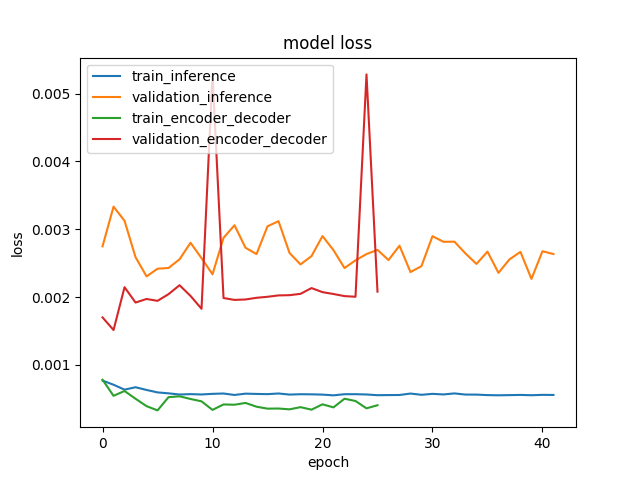 model loss
train_inference
validation_inference
train_encoder_decoder
validation_encoder_decoder
0.005
0.004
0.003
0.002
0.001
loss
0 10 20 30 40
epoch